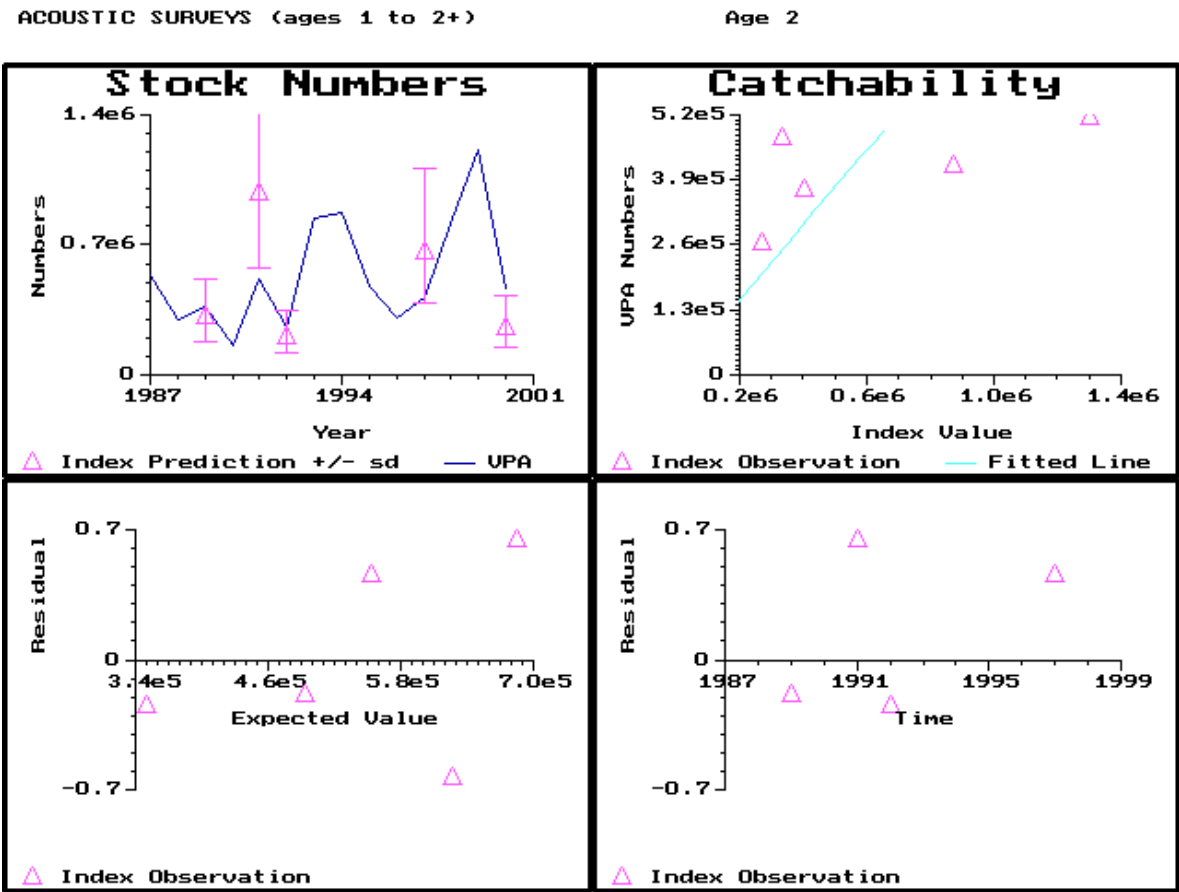 ACOUSTIC SURVEYS (ages 1 to 2+) Age 2
Stock Numbers
1.4e6
0.7e6
0
Numbers
1987 1994 2001
Year
Index Prediction +/- sd VPA
Catchability
5.2e5
3.9e5
2.6e5
1.3e5
0
VPA Numbers
0.2e6 0.6e6 1.0e6 1.4e6
Index Value
Index Observation Fitted Line
0.7
0
-0.7
Residual
3.4e5 4.6e5 5.8e5 7.0e5
Expected Value
Index Observation
0.7
0
-0.7
Residual
1987 1991 1995 1999
Time
Index Observation